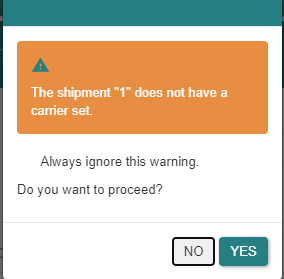 The shipment "1" does not have a
carrier set.
Always ignore this warning.
Do you want to proceed?
NO YES